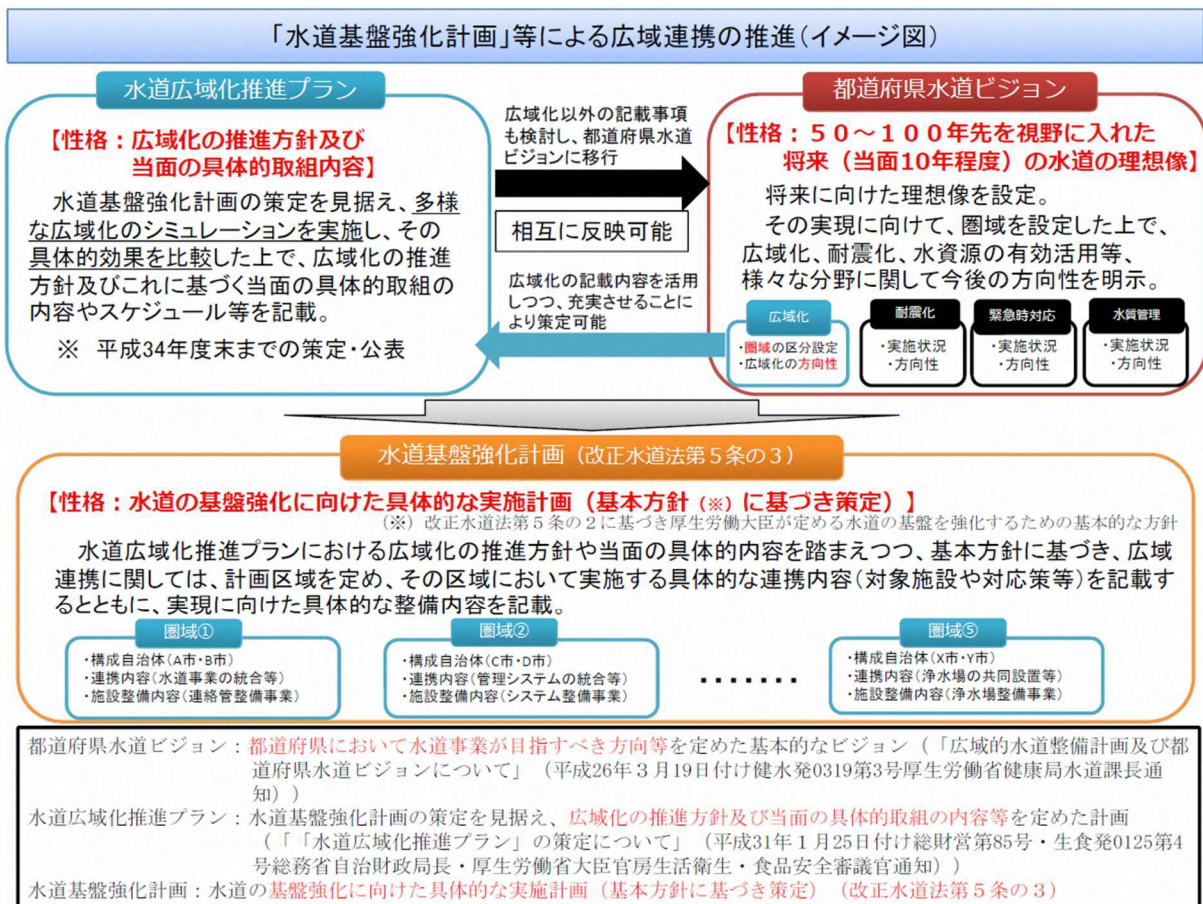 「水道基盤強化計画」等による広域連携の推進(イメージ図)
水道広域化推進プラン
【性格：広域化の推進方針及び
当面の具体的取組内容】
水道基盤強化計画の策定を見据え、多様
な広域化のシミュレーションを実施し、その
具体的効果を比較した上で、広域化の推進
方針及びこれに基づく当面の具体的取組の
内容やスケジュール等を記載。
※ 平成34年度末までの策定・公表
広域化以外の記載事項
も検討し、都道府県水道
ビジョンに移行
相互に反映可能
広域化の記載内容を活用
しつつ、充実させることに
より策定可能
都道府県水道ビジョン
【性格：５０～１００年先を視野に入れた
将来（当面10年程度）の水道の理想像】
将来に向けた理想像を設定。
その実現に向けて、圏域を設定した上で、
広域化、耐震化、水資源の有効活用等、
様々な分野に関して今後の方向性を明示。
広域化
・圏域の区分設定
・広域化の方向性
耐震化
・実施状況
・方向性
緊急時対応
・実施状況
・方向性
水質管理
・実施状況
・方向性
水道基盤強化計画（改正水道法第５条の３）
【性格：水道の基盤強化に向けた具体的な実施計画（基本方針（※）に基づき策定）】
（※）改正水道法第５条の２に基づき厚生労働大臣が定める水道の基盤を強化するための基本的な方針
水道広域化推進プランにおける広域化の推進方針や当面の具体的内容を踏まえつつ、基本方針に基づき、広域
連携に関しては、計画区域を定め、その区域において実施する具体的な連携内容(対象施設や対応策等)を記載す
るとともに、実現に向けた具体的な整備内容を記載。
圏域①
・構成自治体(A市・B市)
・連携内容(水道事業の統合等)
・施設整備内容(連絡管整備事業)
圏域②
・構成自治体(C市・D市)
・連携内容(管理システムの統合等)
・施設整備内容(システム整備事業)
・・・・・・・
圏域⑤
・構成自治体(X市・Y市)
・連携内容(浄水場の共同設置等)
・施設整備内容(浄水場整備事業)
都道府県水道ビジョン：都道府県において水道事業が目指すべき方向等を定めた基本的なビジョン（「広域的水道整備計画及び都
道府県水道ビジョンについて」（平成26年３月19日付け健水発0319第3号厚生労働省健康局水道課長通
知））
水道広域化推進プラン：水道基盤強化計画の策定を見据え、広域化の推進方針及び当面の具体的取組の内容等を定めた計画
（「「水道広域化推進プラン」の策定について」（平成31年１月25日付け総財営第85号・生食発0125第4
号総務省自治財政局長・厚生労働省大臣官房生活衛生・食品安全審議官通知））
水道基盤強化計画：水道の基盤強化に向けた具体的な実施計画（基本方針に基づき策定）（改正水道法第５条の３）